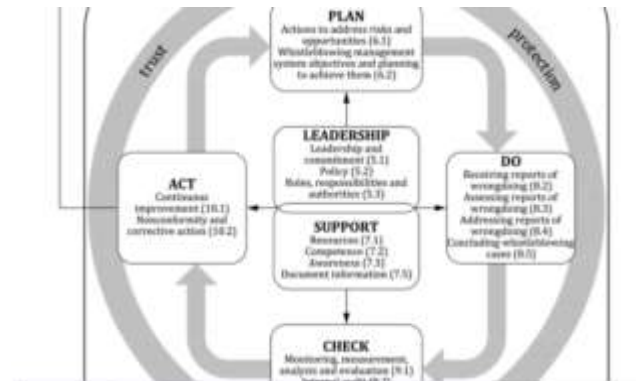 PLAN
Actions to address risks and
opportunities (6.1)
Whistleblowing management
system objectives and planning
to achieve them (6.2)
trust
protection
LEADERSHIP
Leadership and
commitment (5.1)
Policy (5.2)
Roles, responsibilities and
authorities (5.3)
ACT
Continuous
improvement (10.1)
Nonconformity and
corrective action (10.2)
DO
Receiving reports of
wrongdoing (8.2)
Assessing reports of
wrongdoing (8.3)
Addressing reports of
wrongdoing (8.4)
Concluding whistleblowing
cases (8.5)
SUPPORT
Resources (7.1)
Competence (7.2)
Awareness (7.3)
Document information (7.5)
CHECK
Monitoring, measurement,
analysis and evaluation (9.1)